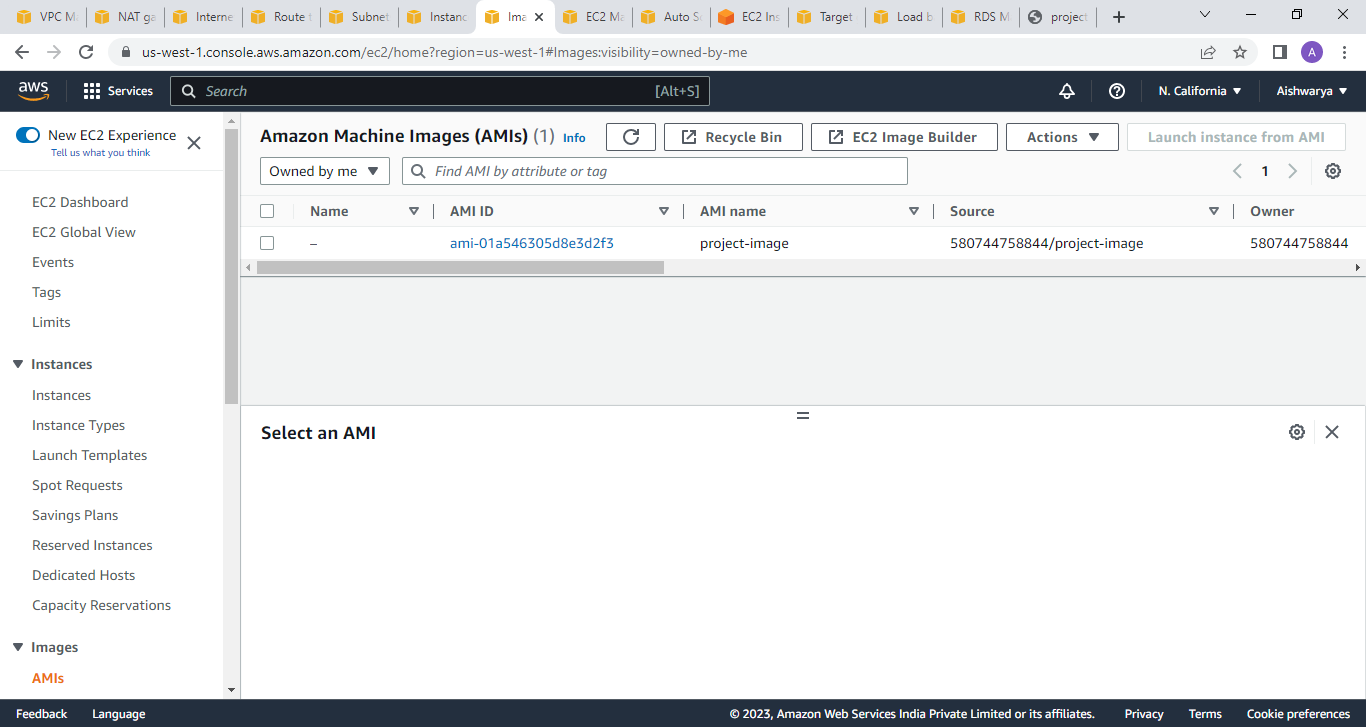 VPC M
NAT ga
Interne
Route t
Subnet
Instanc
Ima
EC2 Ma
Auto Sc
EC2 Ins
Target
Load b
RDS M
project
us-west-1.console.aws.amazon.com/ec2/home?region=us-west-1#Images:visibility=owned-by-me
A
aws
Services
Search
[Alt+S]
N. California
Aishwarya
New EC2 Experience
Tell us what you think
EC2 Dashboard
EC2 Global View
Events
Tags
Limits
Instances
Instances
Instance Types
Launch Templates
Spot Requests
Savings Plans
Reserved Instances
Dedicated Hosts
Capacity Reservations
Images
AMIs
Amazon Machine Images (AMIs) (1) Info
Recycle Bin
EC2 Image Builder
Actions
Launch instance from AMI
Owned by me
Find AMI by attribute or tag
1
Name AMI ID AMI name Source Owner
– ami-01a546305d8e3d2f3 project-image 580744758844/project-image 580744758844
Select an AMI
Feedback Language © 2023, Amazon Web Services India Private Limited or its affiliates. Privacy Terms Cookie preferences